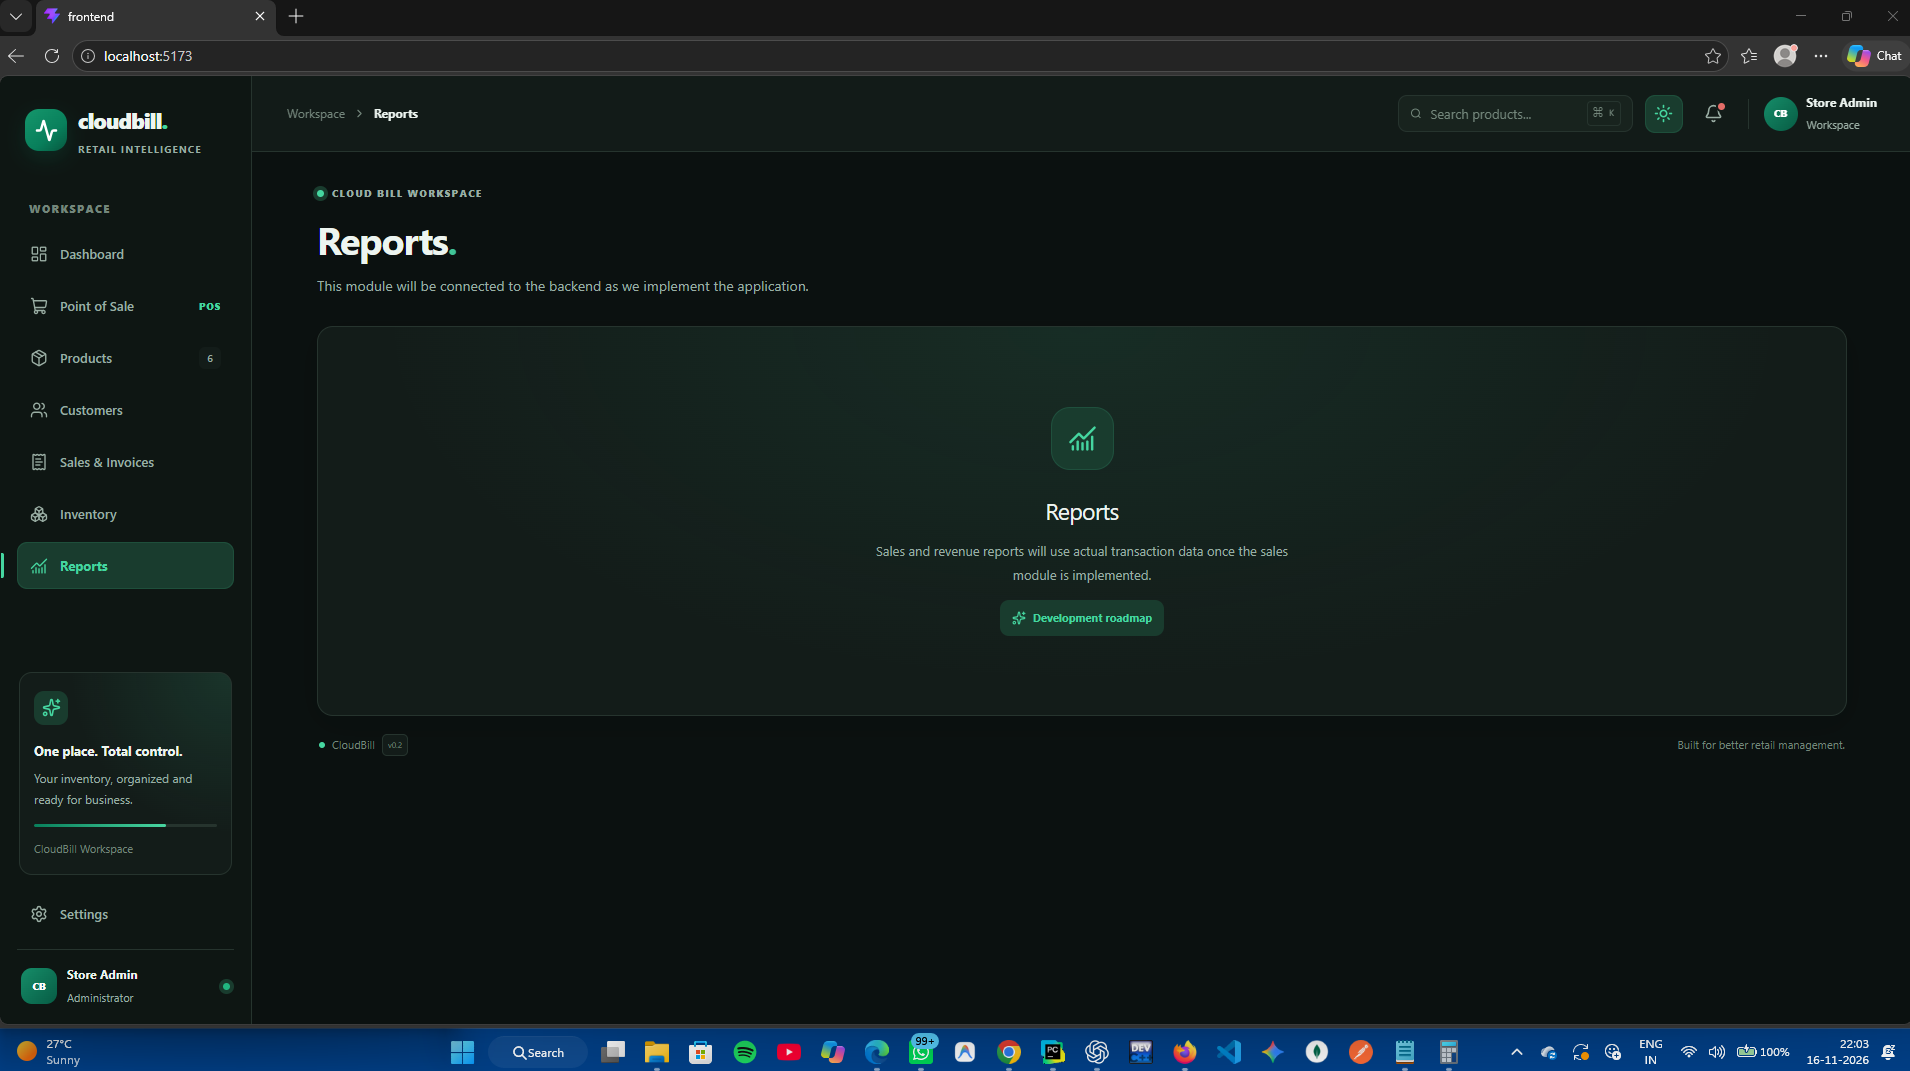 frontend
localhost:5173
Chat
cloudbill.
RETAIL INTELLIGENCE
Workspace > Reports
Search products...
⌘ K
CB
Store Admin
Workspace
WORKSPACE
Dashboard
Point of Sale
POS
Products
6
Customers
Sales & Invoices
Inventory
Reports
One place. Total control.
Your inventory, organized and
ready for business.
CloudBill Workspace
Settings
CB
Store Admin
Administrator
CLOUD BILL WORKSPACE
Reports.
This module will be connected to the backend as we implement the application.
Reports
Sales and revenue reports will use actual transaction data once the sales
module is implemented.
Development roadmap
CloudBill
v0.2
Built for better retail management.
27°C
Sunny
Search
99+
PC
DEV
ENG
IN
100%
22:03
16-11-2026